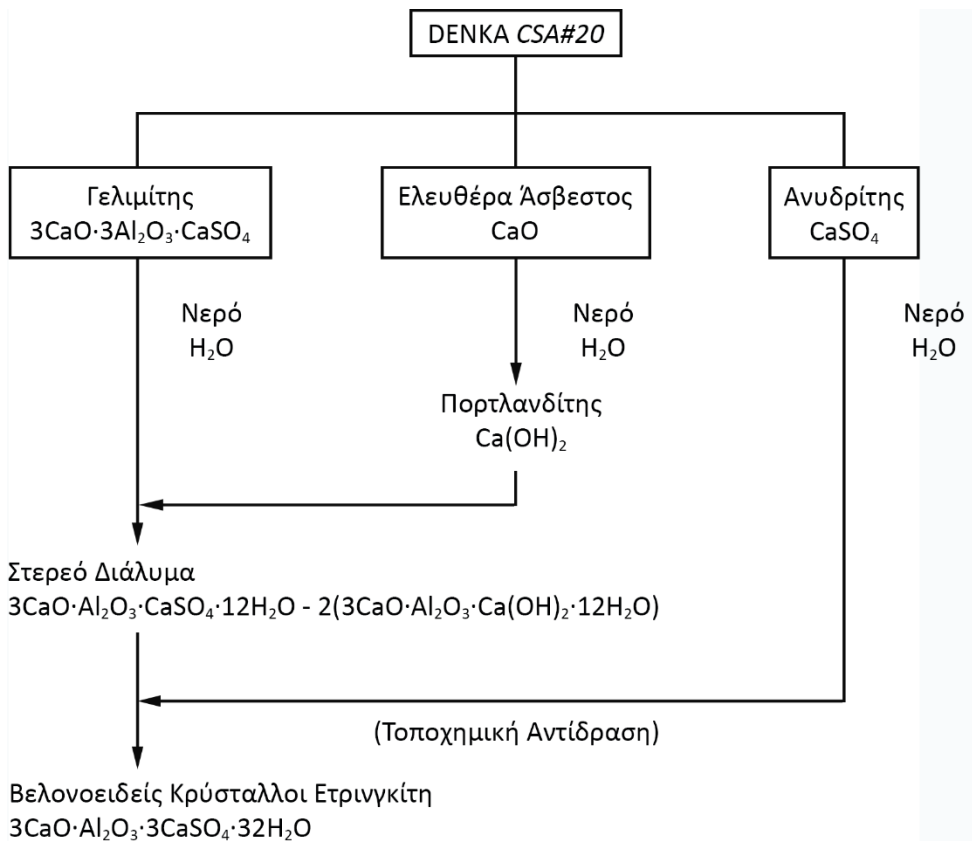 DENKA CSA#20
Γελιμίτης
3CaO·3Al₂O₃·CaSO₄
Ελευθέρα Άσβεστος
CaO
Ανυδρίτης
CaSO₄
Νερό
H₂O
Νερό
H₂O
Νερό
H₂O
Πορτλανδίτης
Ca(OH)₂
Στερεό Διάλυμα
3CaO·Al₂O₃·CaSO₄·12H₂O - 2(3CaO·Al₂O₃·Ca(OH)₂·12H₂O)
(Τοποχημική Αντίδραση)
Βελονοειδείς Κρύσταλλοι Ετρινγκίτη
3CaO·Al₂O₃·3CaSO₄·32H₂O